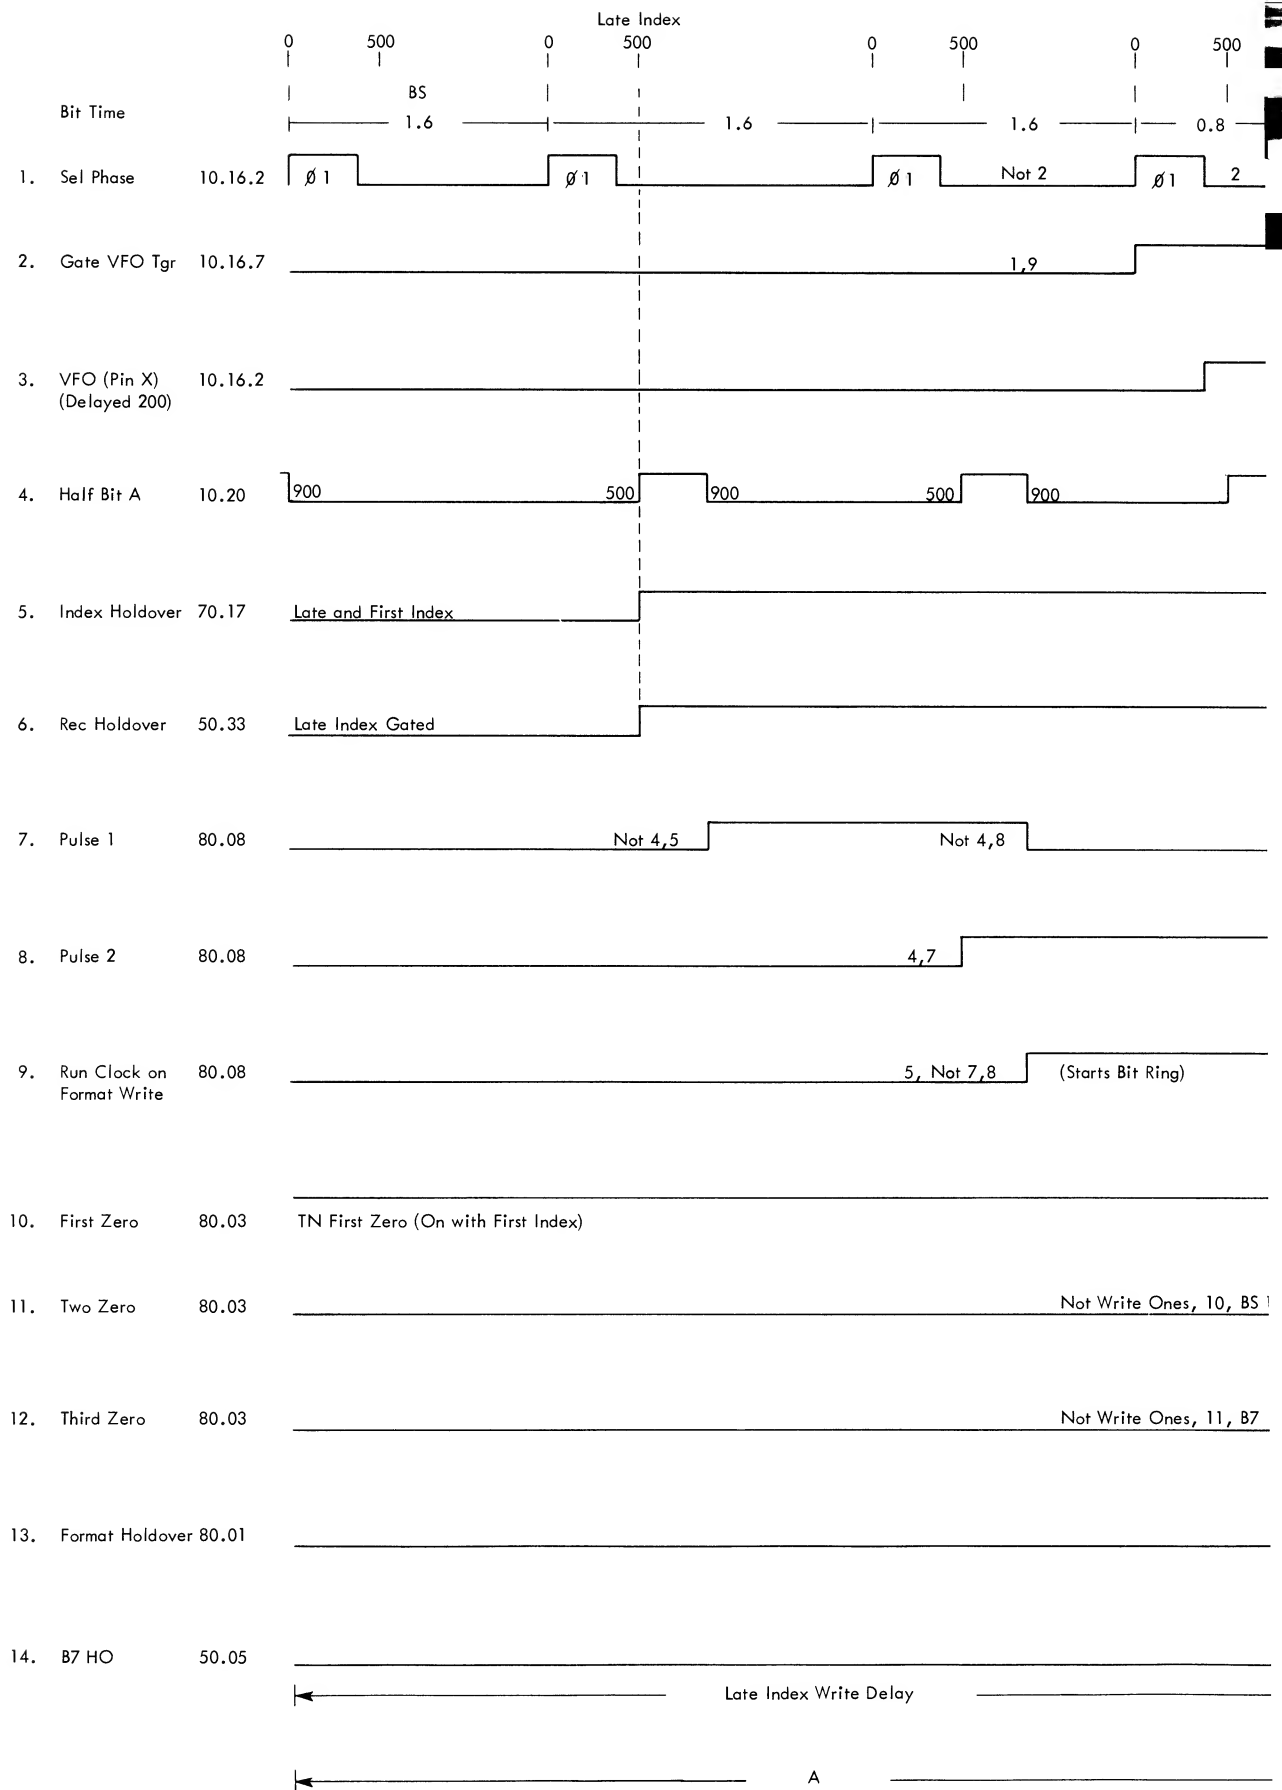 Late Index
0 500 0 500 0 500 0 500
BS
Bit Time
1.6 1.6 1.6 0.8
1. Sel Phase 10.16.2 Ø 1 Ø 1 Ø 1 Not 2 Ø 1 2
2. Gate VFO Tgr 10.16.7 1,9
3. VFO (Pin X) 10.16.2
(Delayed 200)
4. Half Bit A 10.20 900 500 900 500 900 500
5. Index Holdover 70.17 Late and First Index
6. Rec Holdover 50.33 Late Index Gated
7. Pulse 1 80.08 Not 4,5 Not 4,8
8. Pulse 2 80.08 4,7
9. Run Clock on 80.08 5, Not 7,8 (Starts Bit Ring)
Format Write
10. First Zero 80.03 TN First Zero (On with First Index)
11. Two Zero 80.03 Not Write Ones, 10, BS
12. Third Zero 80.03 Not Write Ones, 11, B7
13. Format Holdover 80.01
14. B7 HO 50.05
Late Index Write Delay
A